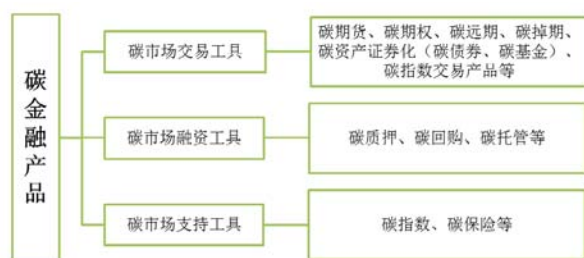 碳金融产品
碳市场交易工具
碳期货、碳期权、碳远期、碳掉期、
碳资产证券化（碳债券、碳基金）、
碳指数交易产品等
碳市场融资工具
碳质押、碳回购、碳托管等
碳市场支持工具
碳指数、碳保险等